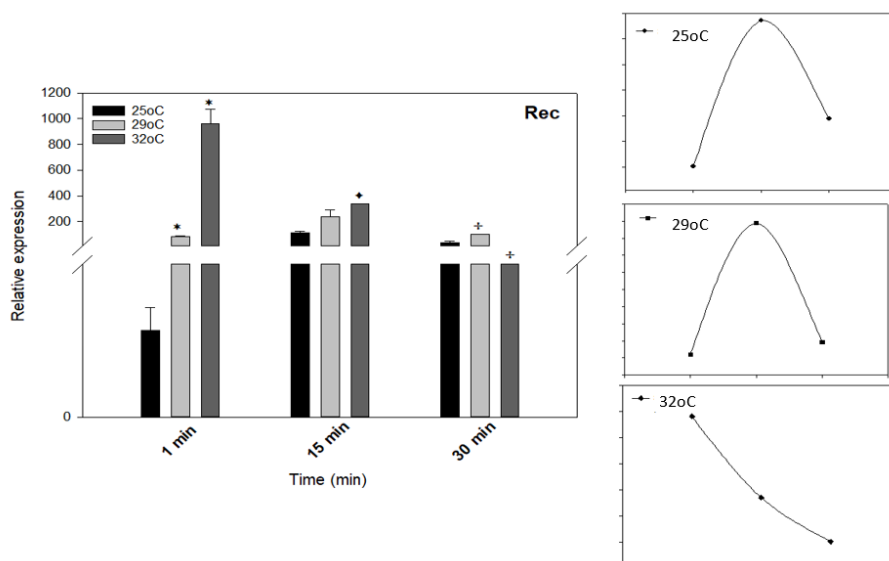 1200
1000
800
600
400
200
0
Relative expression
25oC
29oC
32oC
Rec
*
*
1 min
15 min
30 min
Time (min)
25oC
29oC
32oC